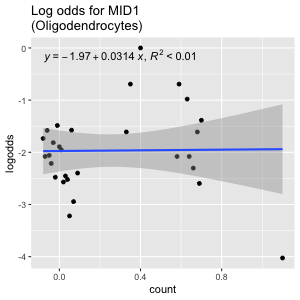 Log odds for MID1
(Oligodendrocytes)
y = −1.97 + 0.0314 x, R² < 0.01
0
-1
-2
-3
-4
logodds
0.0 0.4 0.8
count